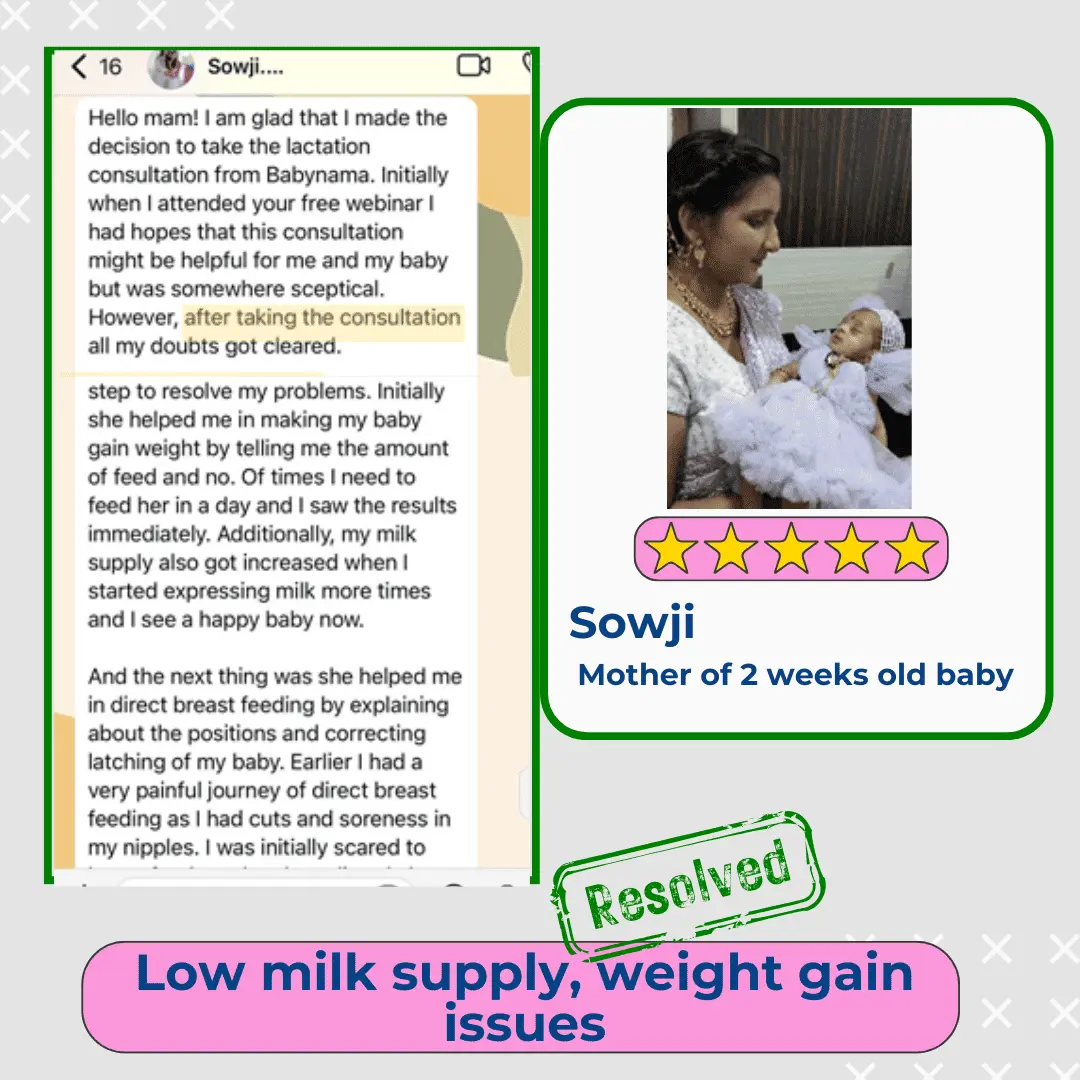 16
Sowji....
Hello mam! I am glad that I made the
decision to take the lactation
consultation from Babynama. Initially
when I attended your free webinar I
had hopes that this consultation
might be helpful for me and my baby
but was somewhere sceptical.
However, after taking the consultation
all my doubts got cleared.
step to resolve my problems. Initially
she helped me in making my baby
gain weight by telling me the amount
of feed and no. Of times I need to
feed her in a day and I saw the results
immediately. Additionally, my milk
supply also got increased when I
started expressing milk more times
and I see a happy baby now.
And the next thing was she helped me
in direct breast feeding by explaining
about the positions and correcting
latching of my baby. Earlier I had a
very painful journey of direct breast
feeding as I had cuts and soreness in
my nipples. I was initially scared to
Sowji
Mother of 2 weeks old baby
Resolved
Low milk supply, weight gain
issues